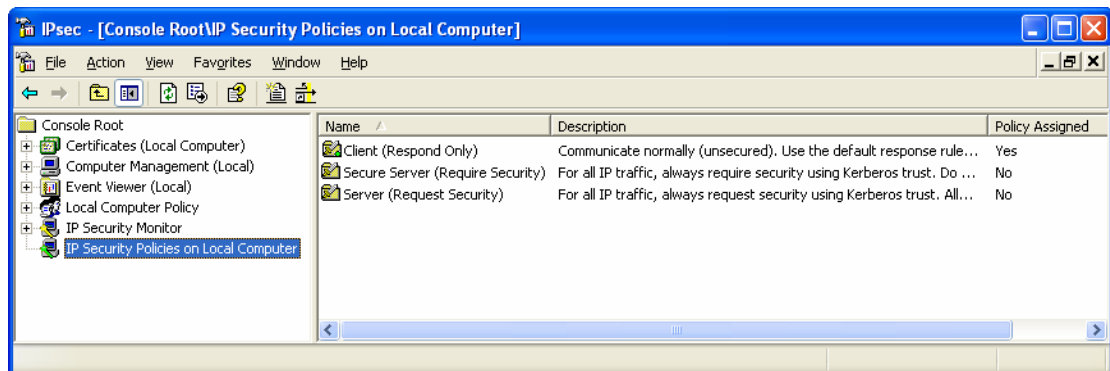 IPsec - [Console Root\IP Security Policies on Local Computer]
File Action View Favorites Window Help
Console Root
Certificates (Local Computer)
Computer Management (Local)
Event Viewer (Local)
Local Computer Policy
IP Security Monitor
IP Security Policies on Local Computer
Name Description Policy Assigned
Client (Respond Only) Communicate normally (unsecured). Use the default response rule... Yes
Secure Server (Require Security) For all IP traffic, always require security using Kerberos trust. Do ... No
Server (Request Security) For all IP traffic, always request security using Kerberos trust. All... No